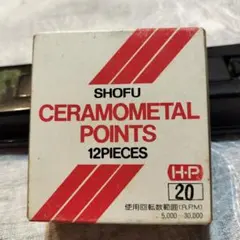 SHOFU
CERAMOMETAL
POINTS
12PIECES
H·P
20
使用回転数範囲(R.P.M)
5,000-30,000